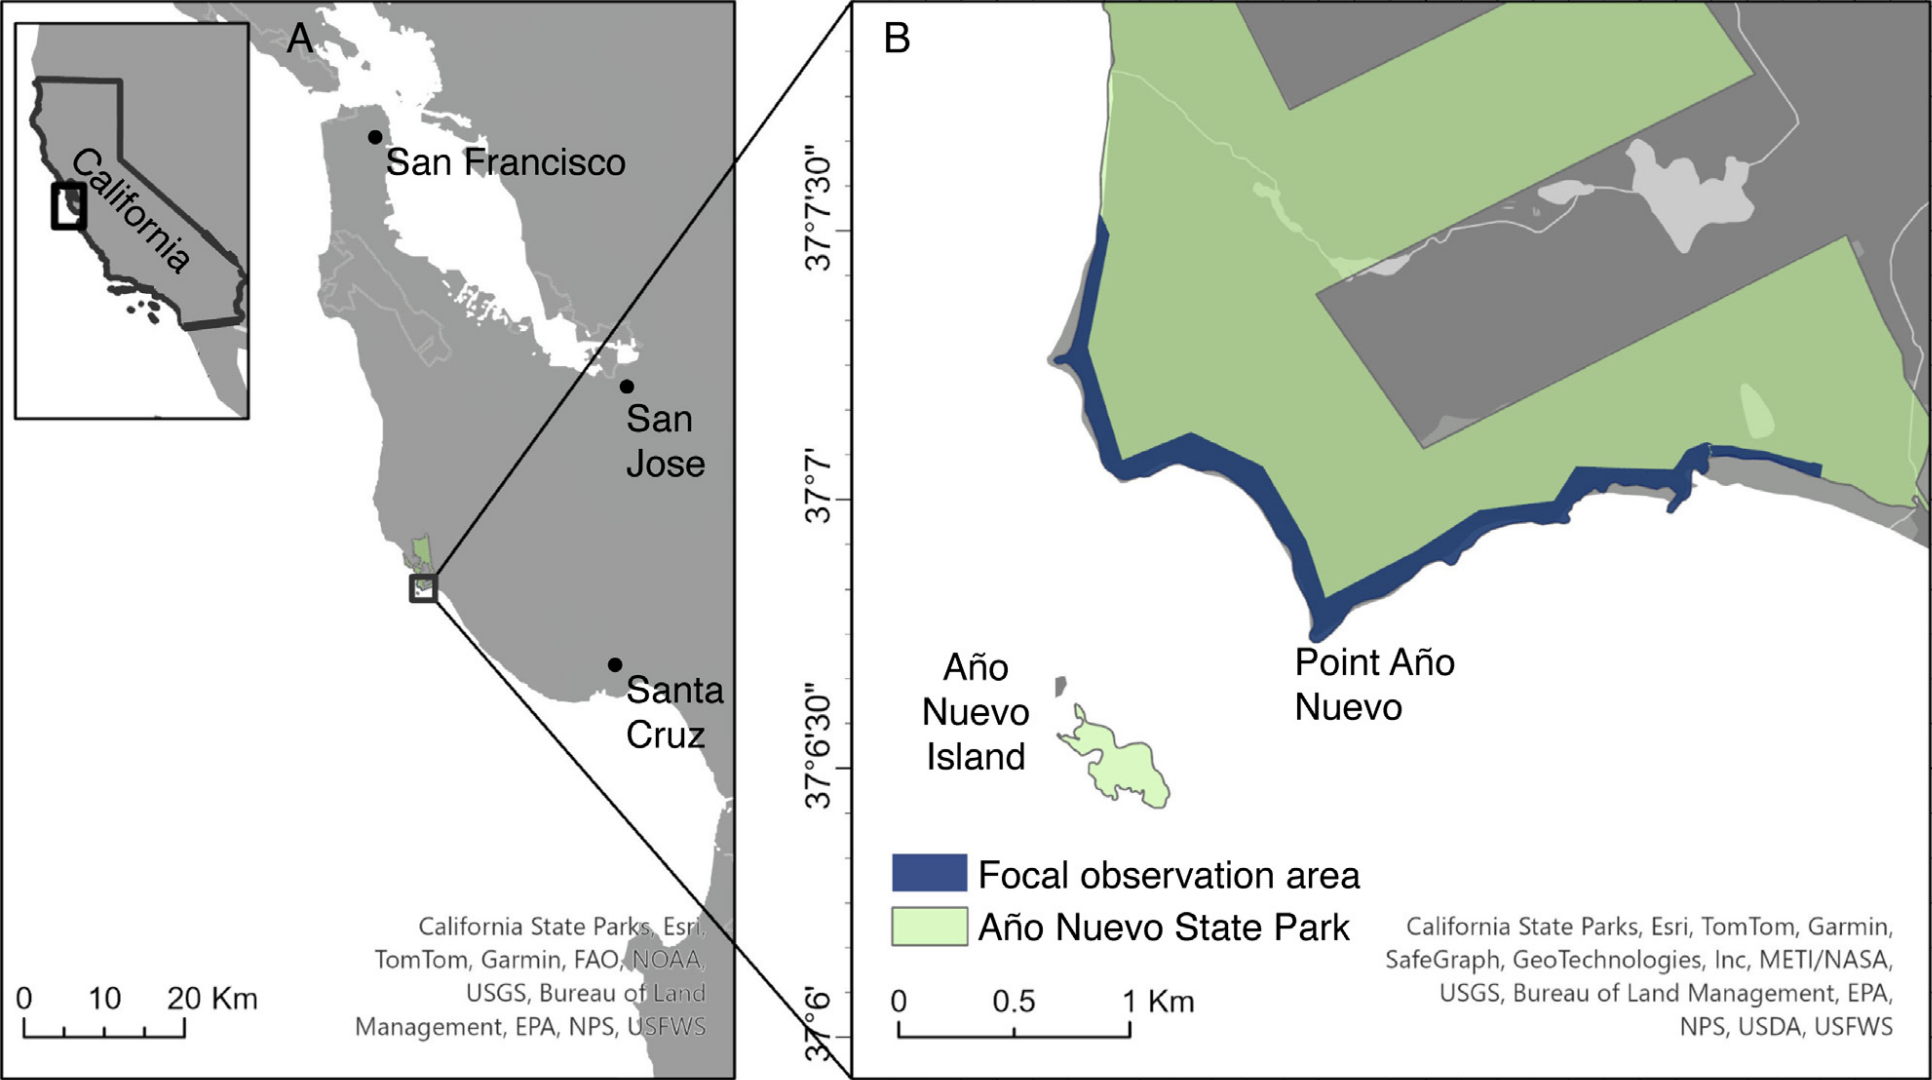 A
California
San Francisco
San
Jose
Santa
Cruz
California State Parks, Esri,
TomTom, Garmin, FAO, NOAA,
USGS, Bureau of Land
Management, EPA, NPS, USFWS
0 10 20 Km
B
37°7'30"
37°7'
37°6'30"
37°6'
Año
Nuevo
Island
Point Año
Nuevo
Focal observation area
Año Nuevo State Park
California State Parks, Esri, TomTom, Garmin,
SafeGraph, GeoTechnologies, Inc, METI/NASA,
USGS, Bureau of Land Management, EPA,
NPS, USDA, USFWS
0 0.5 1 Km